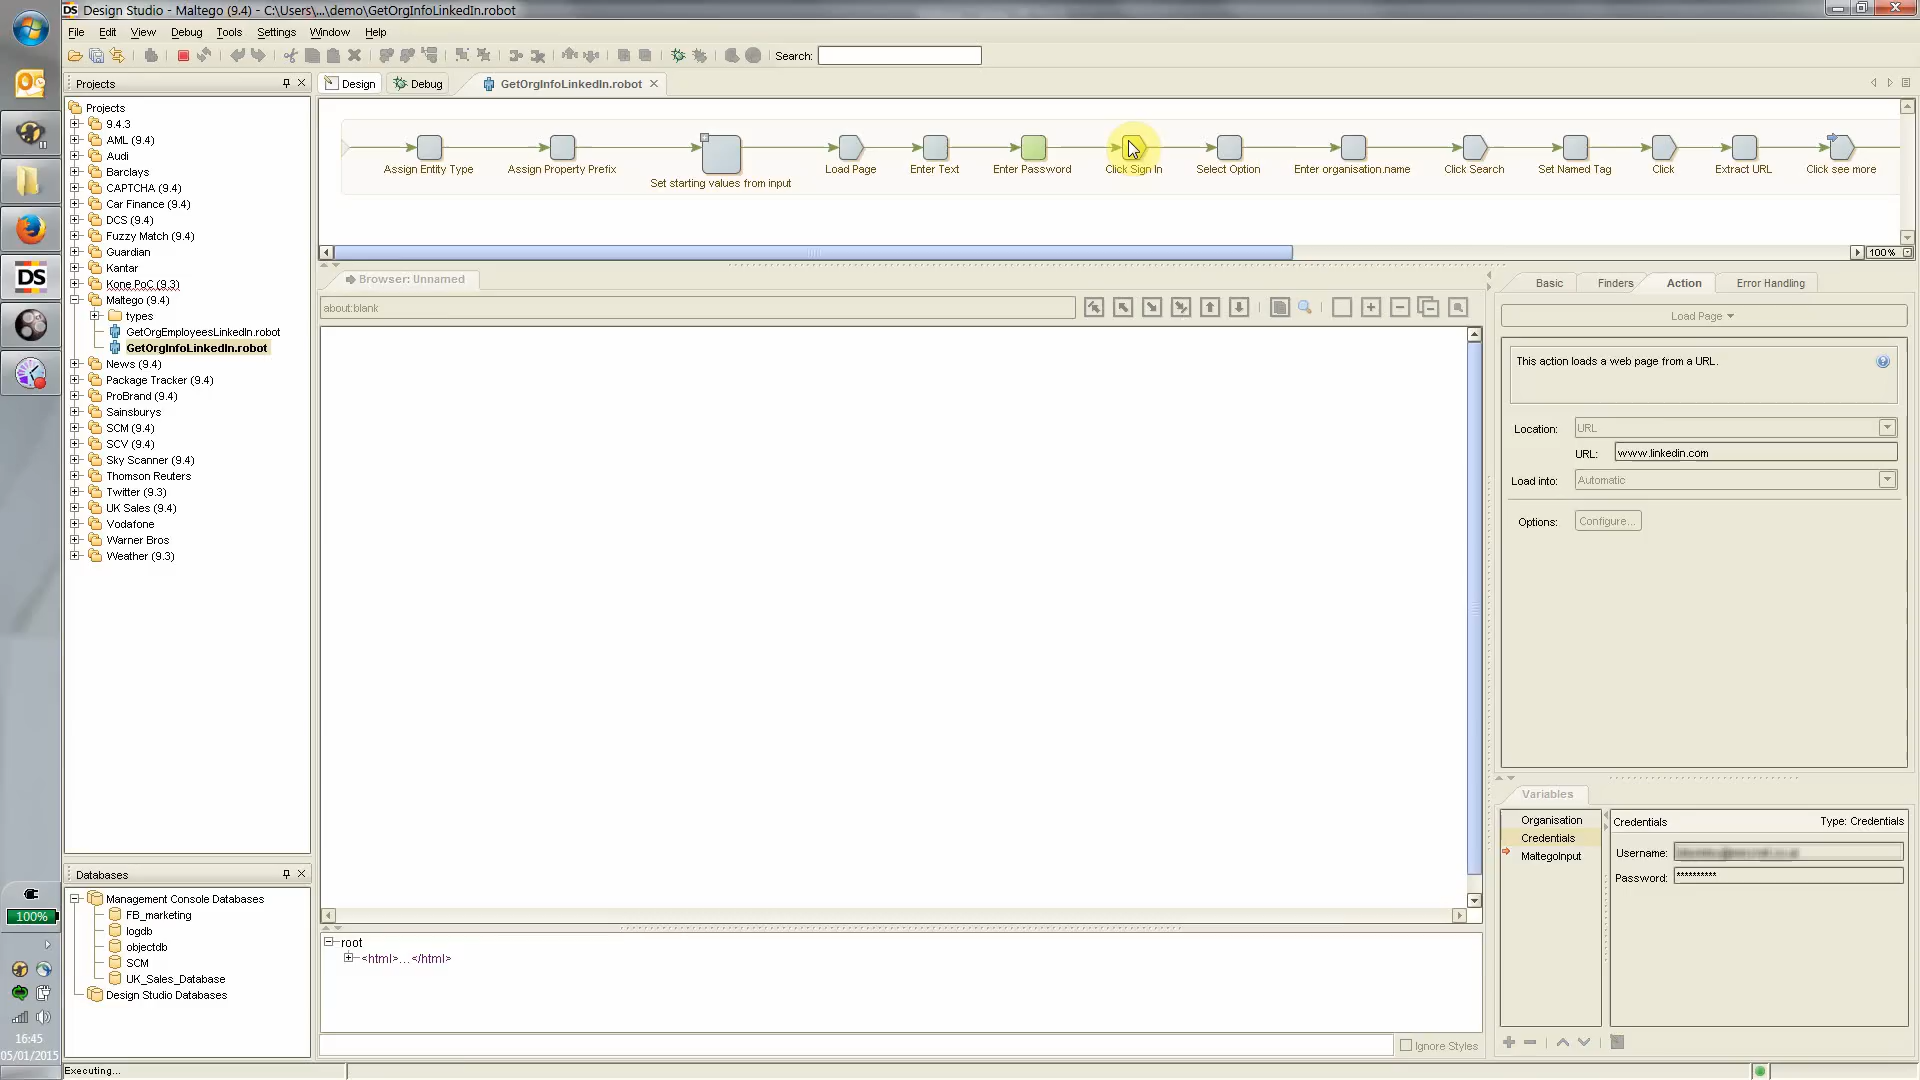 DS Design Studio - Maltego (9.4) - C:\Users\...\demo\GetOrgInfoLinkedIn.robot
File Edit View Debug Tools Settings Window Help
Search:
Projects
Design Debug GetOrgInfoLinkedIn.robot
Projects
9.4.3
AML (9.4)
Audi
Barclays
CAPTCHA (9.4)
Car Finance (9.4)
DCS (9.4)
Fuzzy Match (9.4)
Guardian
Kantar
Kone PoC (9.3)
Maltego (9.4)
types
GetOrgEmployeesLinkedIn.robot
GetOrgInfoLinkedIn.robot
News (9.4)
Package Tracker (9.4)
ProBrand (9.4)
Sainsburys
SCM (9.4)
SCV (9.4)
Sky Scanner (9.4)
Thomson Reuters
Twitter (9.3)
UK Sales (9.4)
Vodafone
Warner Bros
Weather (9.3)
Databases
Management Console Databases
FB_marketing
logdb
objectdb
SCM
UK_Sales_Database
Design Studio Databases
Assign Entity Type
Assign Property Prefix
Set starting values from input
Load Page
Enter Text
Enter Password
Click Sign In
Select Option
Enter organisation.name
Click Search
Set Named Tag
Click
Extract URL
Click see more
100%
Browser: Unnamed
about:blank
root
<html>...</html>
Ignore Styles
Basic Finders Action Error Handling
Load Page
This action loads a web page from a URL.
Location: URL
URL: www.linkedin.com
Load into: Automatic
Options: Configure...
Variables
Organisation
Credentials
MaltegoInput
Credentials Type: Credentials
Username:
Password: **********
DS
100%
16:45
05/01/2015
Executing...